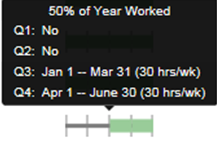 50% of Year Worked
Q1: No
Q2: No
Q3: Jan 1 -- Mar 31 (30 hrs/wk)
Q4: Apr 1 -- June 30 (30 hrs/wk)